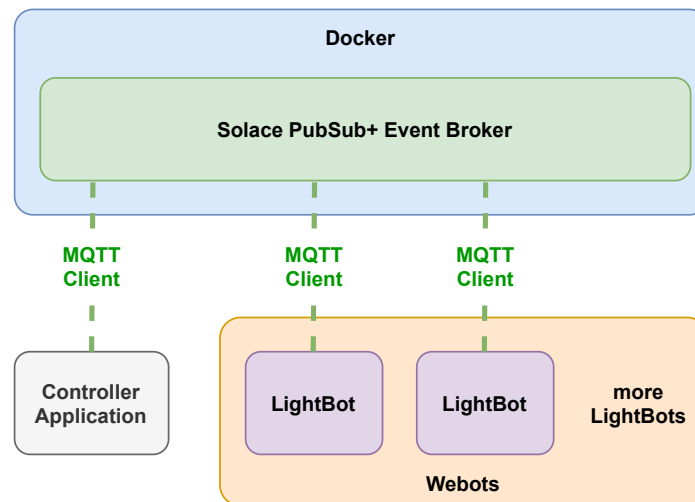 Docker
Solace PubSub+ Event Broker
MQTT
Client
MQTT
Client
MQTT
Client
Controller
Application
LightBot
LightBot
more
LightBots
Webots